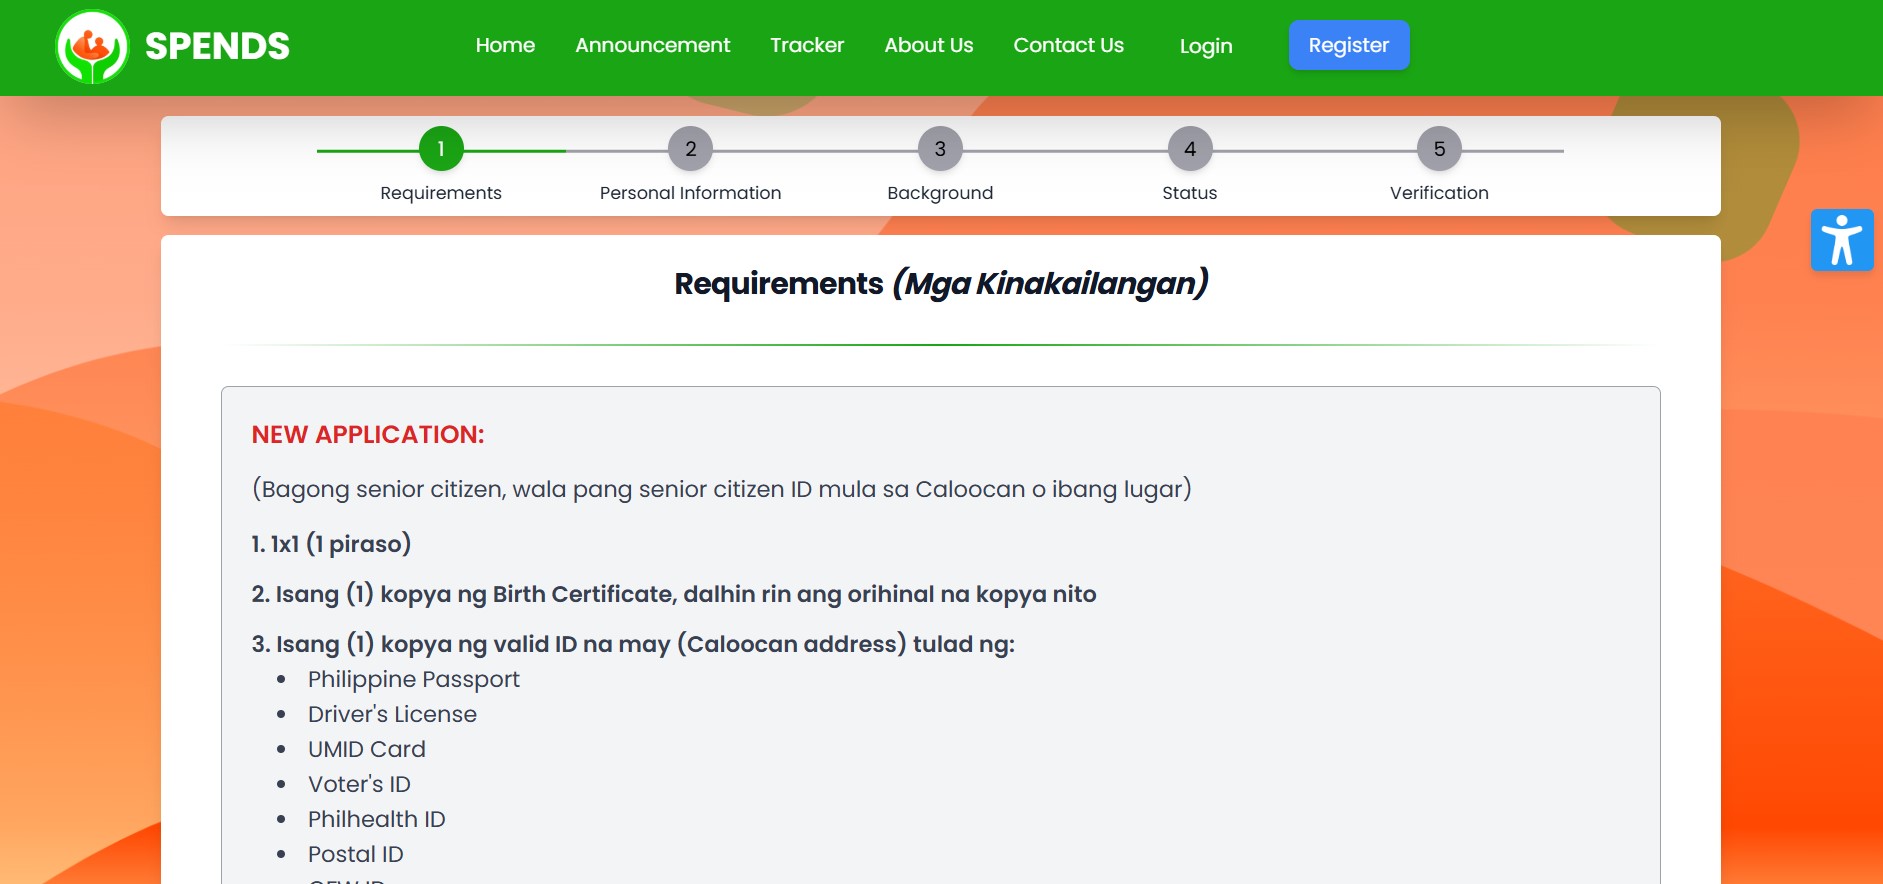 SPENDS
Home Announcement Tracker About Us Contact Us Login Register
1 2 3 4 5
Requirements Personal Information Background Status Verification
Requirements (Mga Kinakailangan)
NEW APPLICATION:
(Bagong senior citizen, wala pang senior citizen ID mula sa Caloocan o ibang lugar)
1. 1x1 (1 piraso)
2. Isang (1) kopya ng Birth Certificate, dalhin rin ang orihinal na kopya nito
3. Isang (1) kopya ng valid ID na may (Caloocan address) tulad ng:
• Philippine Passport
• Driver's License
• UMID Card
• Voter's ID
• Philhealth ID
• Postal ID